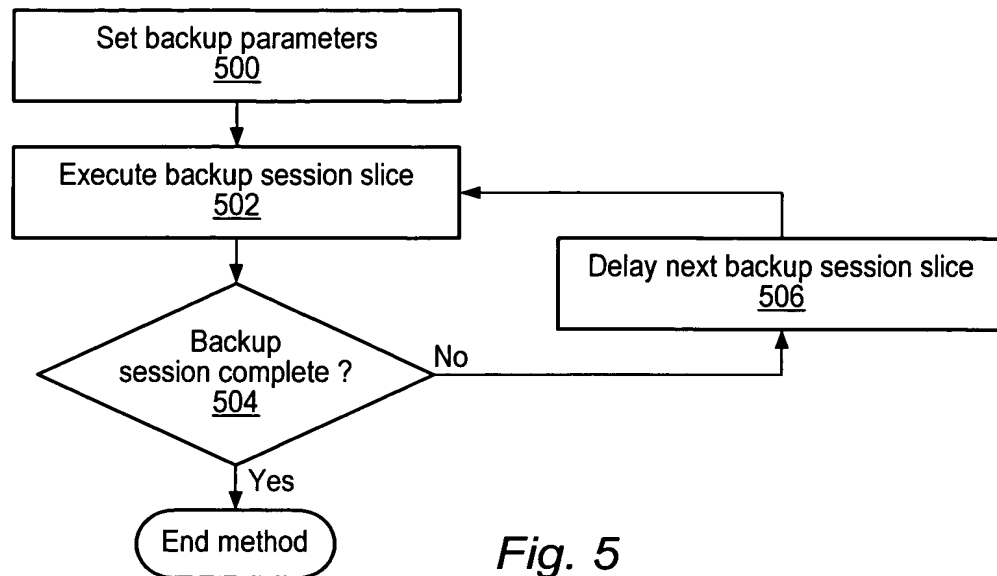 Set backup parameters
500
Execute backup session slice
502
Delay next backup session slice
506
Backup
session complete ?
504
No
Yes
End method
Fig. 5